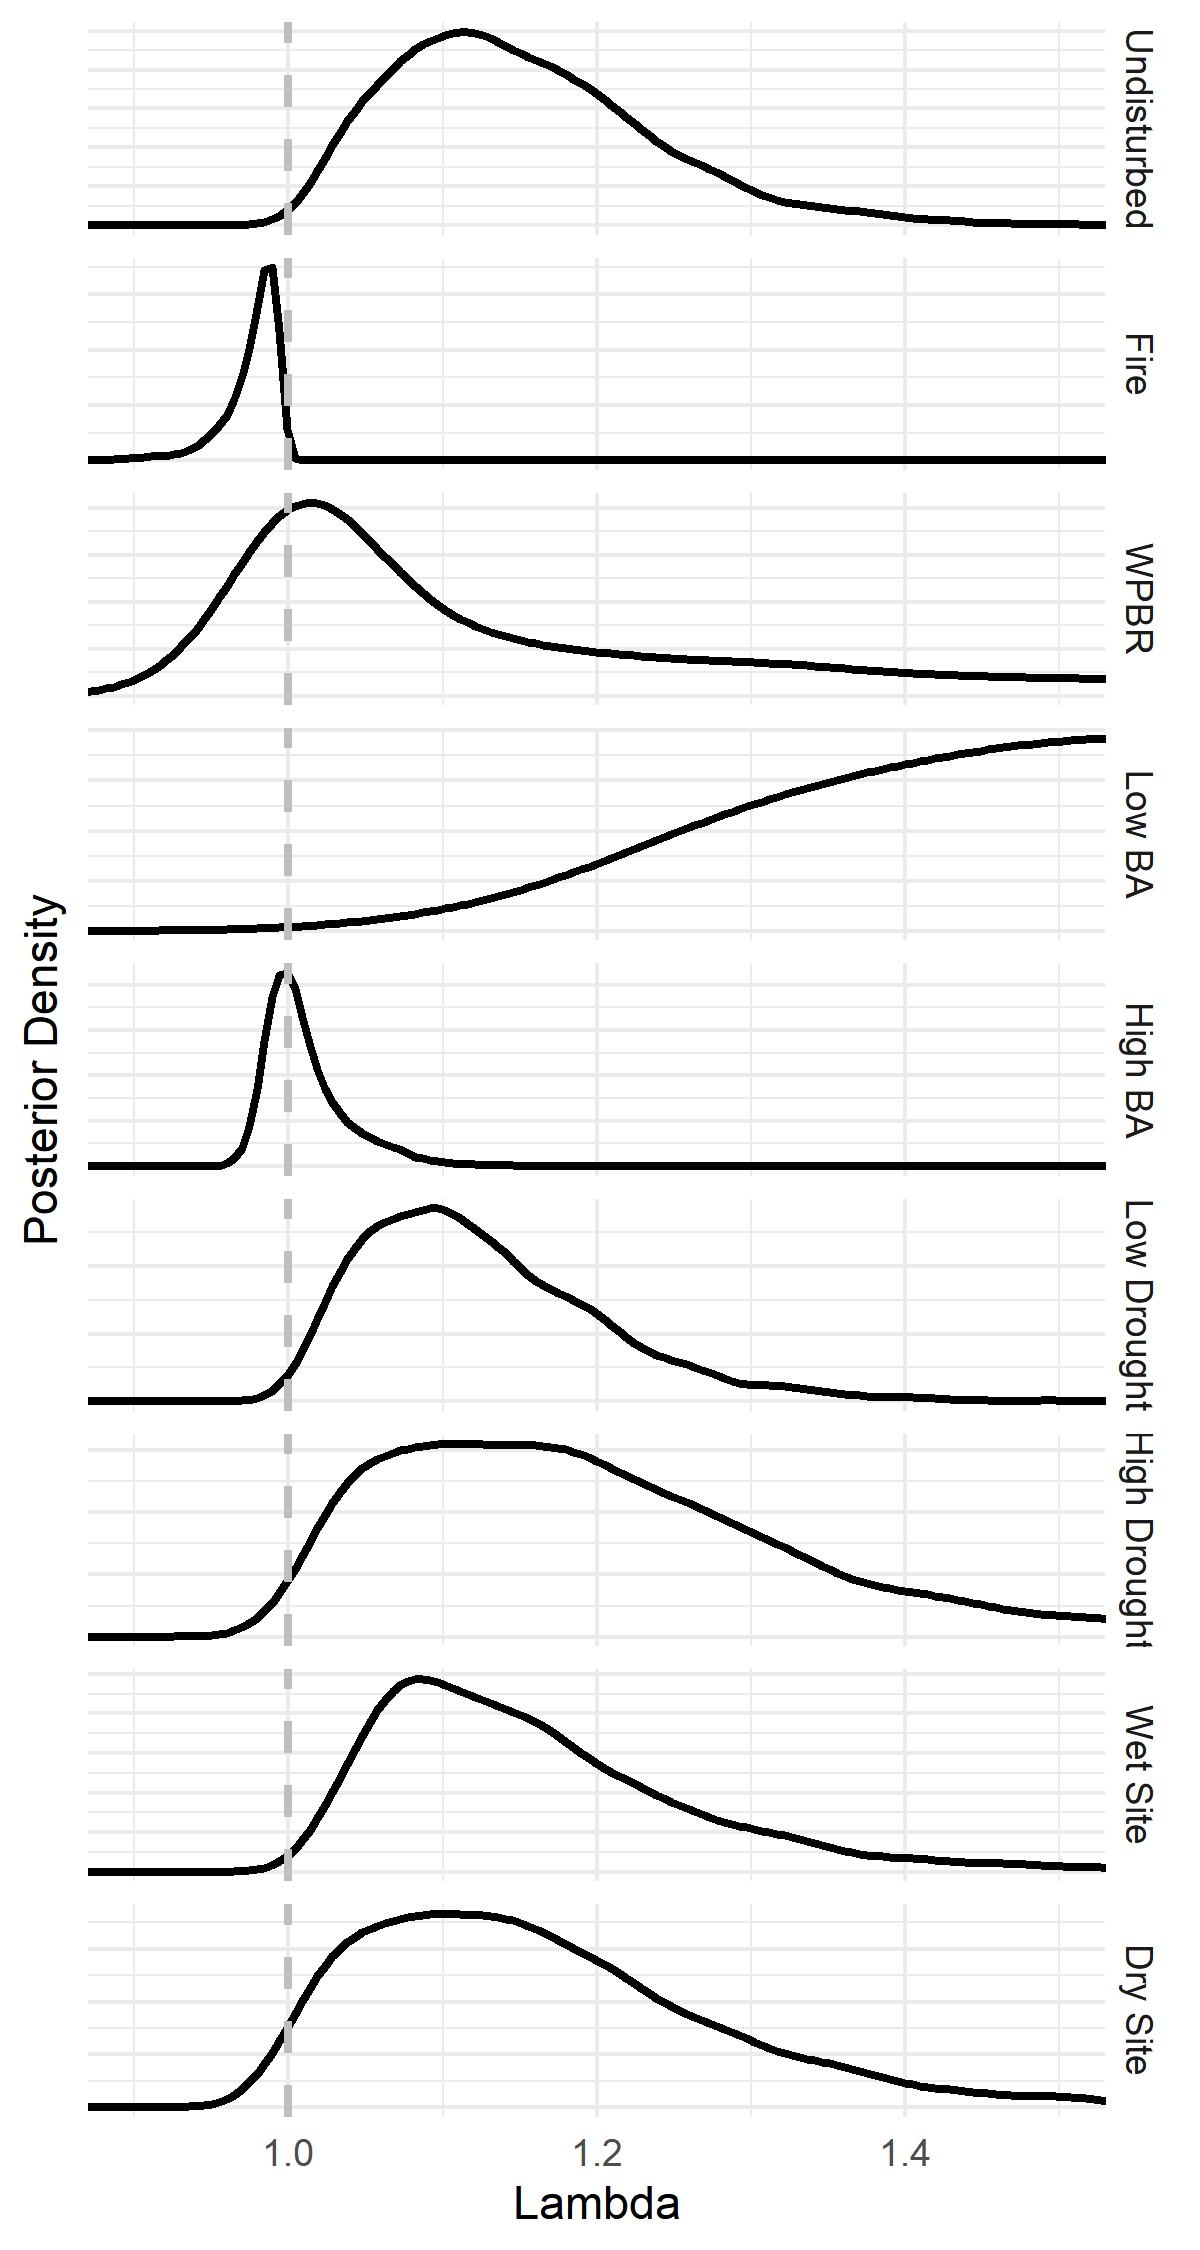 Undisturbed
Fire
WPBR
Low BA
High BA
Low Drought
High Drought
Wet Site
Dry Site
Posterior Density
1.0 1.2 1.4
Lambda